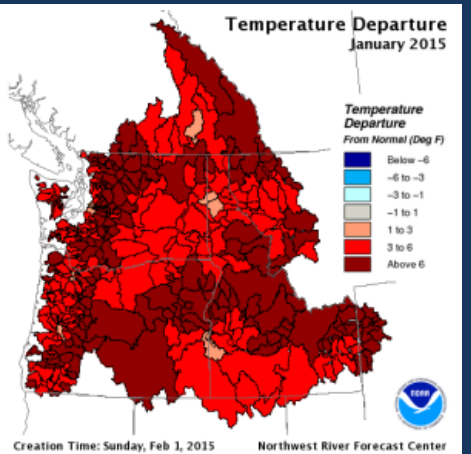 Temperature Departure
January 2015
Temperature
Departure
From Normal (Deg F)
Below -6
-6 to -3
-3 to -1
-1 to 1
1 to 3
3 to 6
Above 6
NOAA
Creation Time: Sunday, Feb 1, 2015
Northwest River Forecast Center